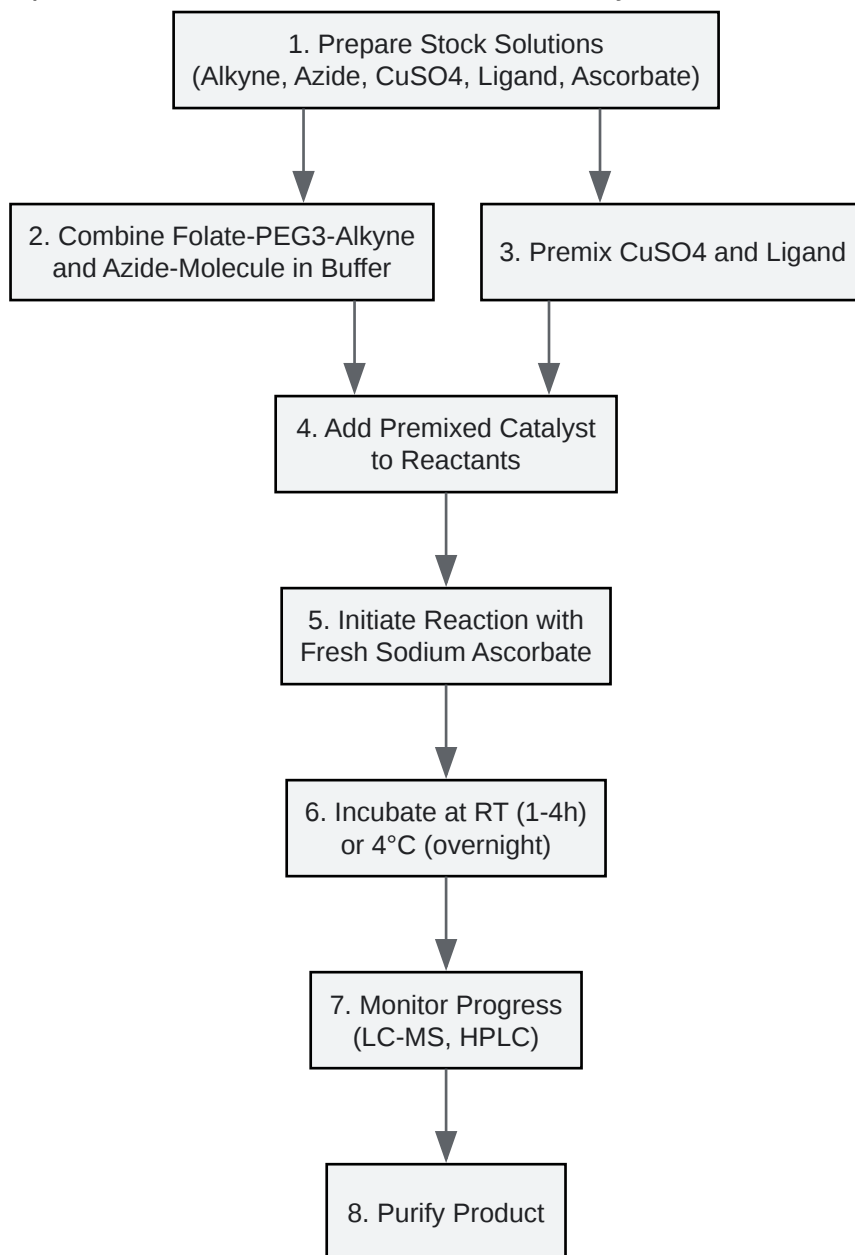 1. Prepare Stock Solutions
(Alkyne, Azide, CuSO4, Ligand, Ascorbate)
2. Combine Folate-PEG3-Alkyne
and Azide-Molecule in Buffer
3. Premix CuSO4 and Ligand
4. Add Premixed Catalyst
to Reactants
5. Initiate Reaction with
Fresh Sodium Ascorbate
6. Incubate at RT (1-4h)
or 4°C (overnight)
7. Monitor Progress
(LC-MS, HPLC)
8. Purify Product